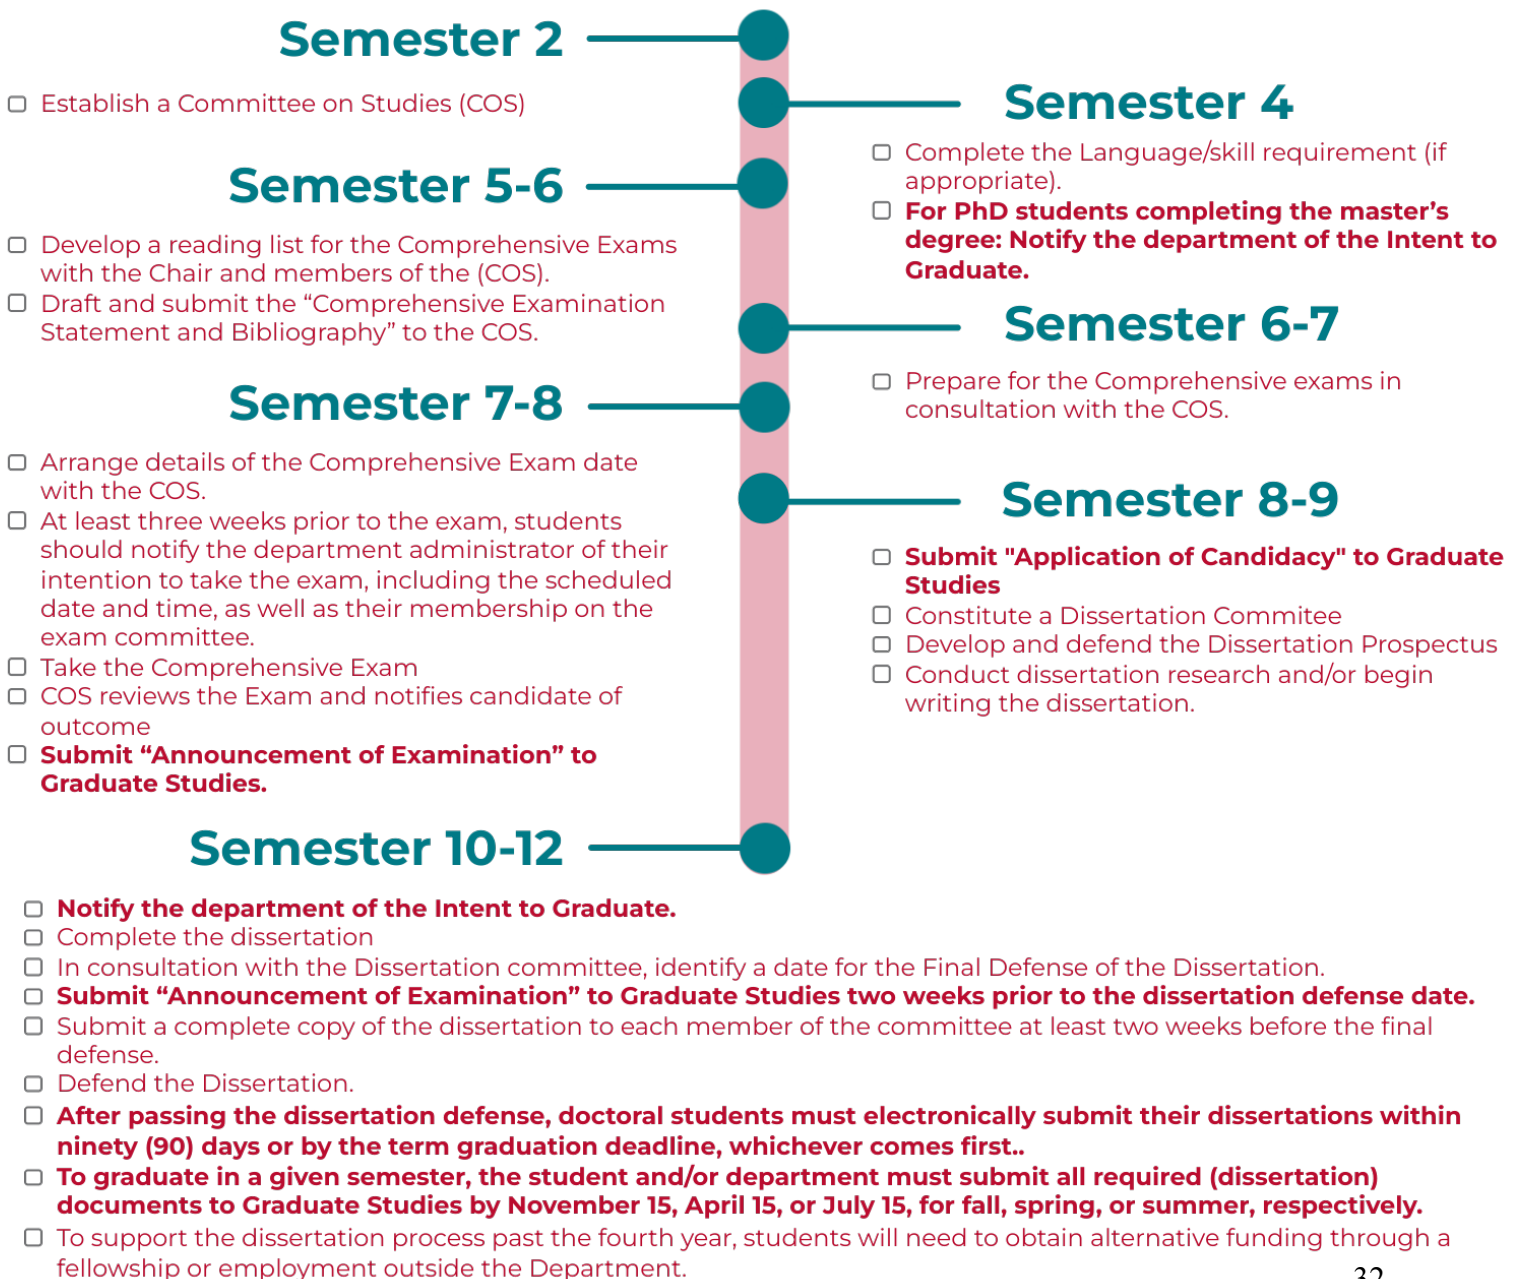 Semester 2
☐ Establish a Committee on Studies (COS)
Semester 4
☐ Complete the Language/skill requirement (if
appropriate).
☐ For PhD students completing the master’s
degree: Notify the department of the Intent to
Graduate.
Semester 5-6
☐ Develop a reading list for the Comprehensive Exams
with the Chair and members of the (COS).
☐ Draft and submit the “Comprehensive Examination
Statement and Bibliography” to the COS.
Semester 6-7
☐ Prepare for the Comprehensive exams in
consultation with the COS.
Semester 7-8
☐ Arrange details of the Comprehensive Exam date
with the COS.
☐ At least three weeks prior to the exam, students
should notify the department administrator of their
intention to take the exam, including the scheduled
date and time, as well as their membership on the
exam committee.
☐ Take the Comprehensive Exam
☐ COS reviews the Exam and notifies candidate of
outcome
☐ Submit “Announcement of Examination” to
Graduate Studies.
Semester 8-9
☐ Submit "Application of Candidacy" to Graduate
Studies
☐ Constitute a Dissertation Commitee
☐ Develop and defend the Dissertation Prospectus
☐ Conduct dissertation research and/or begin
writing the dissertation.
Semester 10-12
☐ Notify the department of the Intent to Graduate.
☐ Complete the dissertation
☐ In consultation with the Dissertation committee, identify a date for the Final Defense of the Dissertation.
☐ Submit “Announcement of Examination” to Graduate Studies two weeks prior to the dissertation defense date.
☐ Submit a complete copy of the dissertation to each member of the committee at least two weeks before the final
defense.
☐ Defend the Dissertation.
☐ After passing the dissertation defense, doctoral students must electronically submit their dissertations within
ninety (90) days or by the term graduation deadline, whichever comes first..
☐ To graduate in a given semester, the student and/or department must submit all required (dissertation)
documents to Graduate Studies by November 15, April 15, or July 15, for fall, spring, or summer, respectively.
☐ To support the dissertation process past the fourth year, students will need to obtain alternative funding through a
fellowship or employment outside the Department.
32